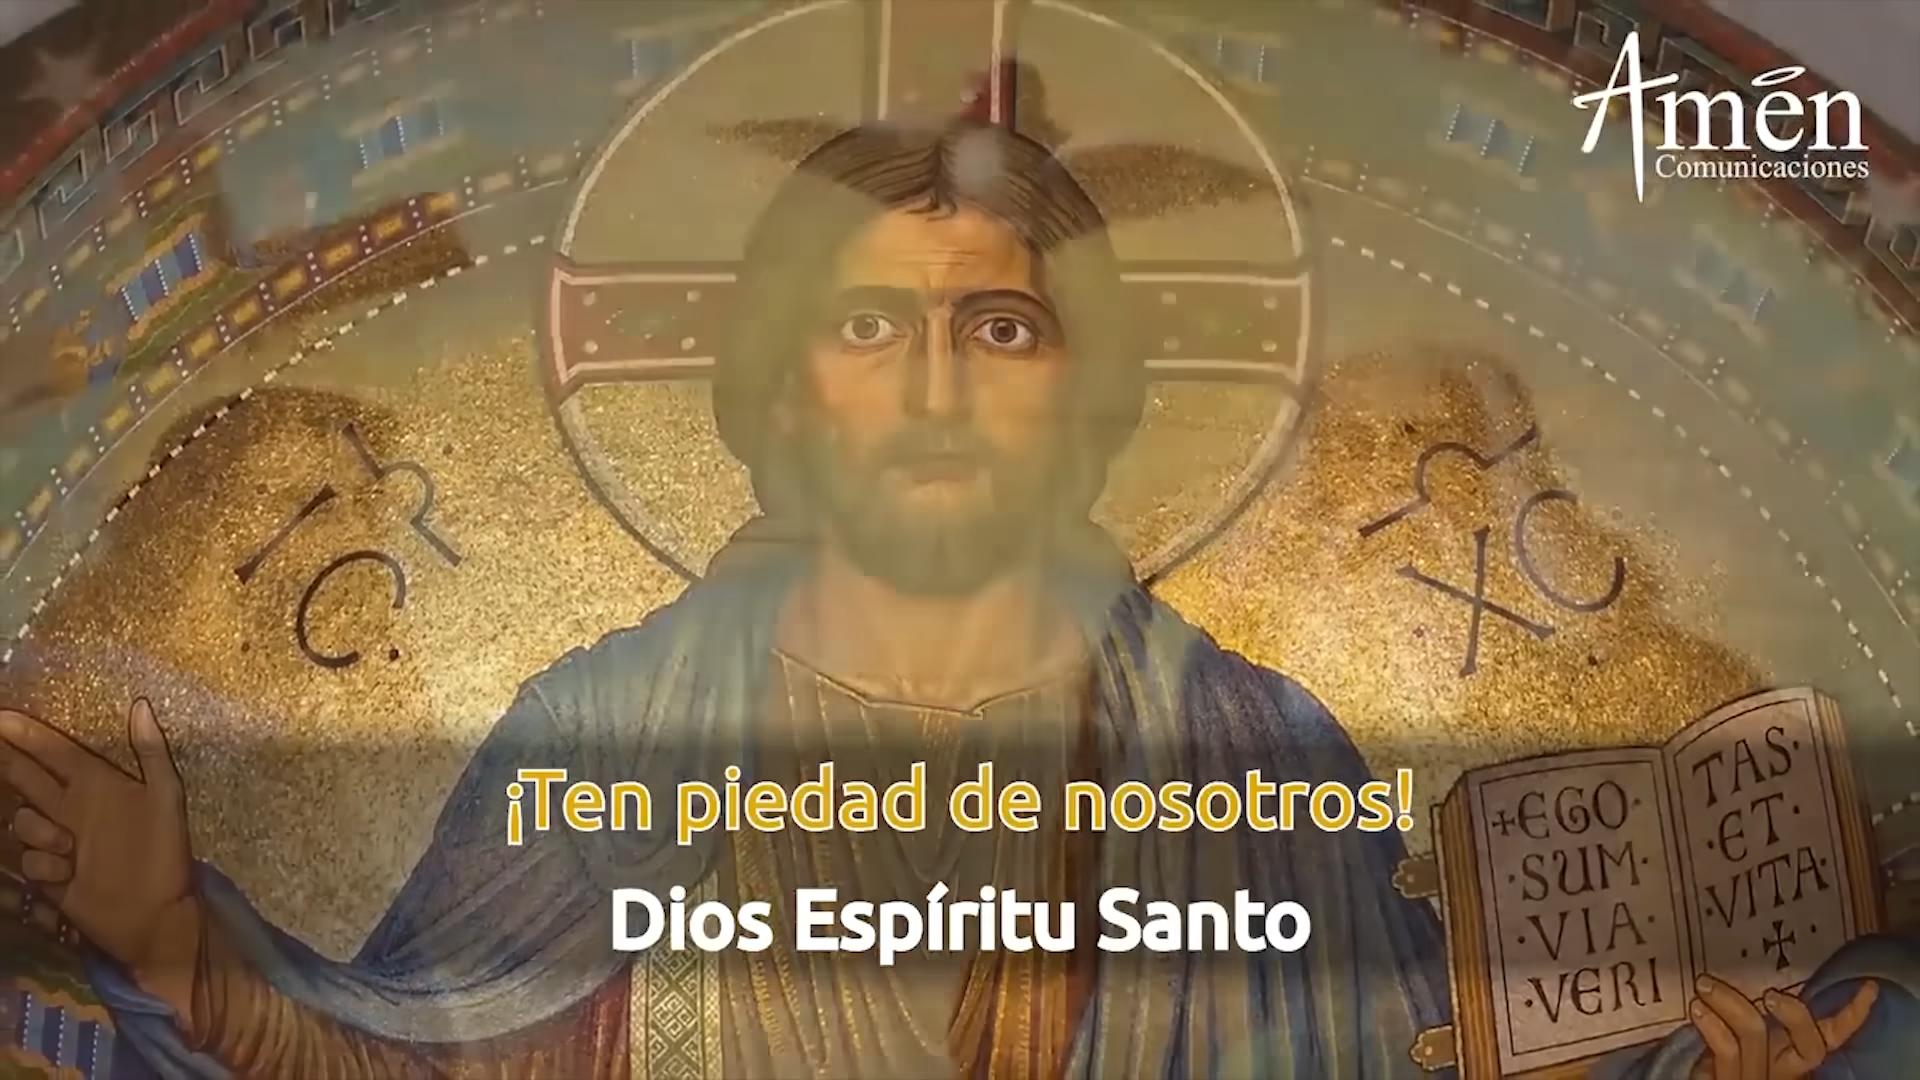 Amén
Comunicaciones
IC
XC
+EGO·
·SUM·
·VIA·
·VERI
TAS·
·ET·
·VITA·
·+·
¡Ten piedad de nosotros!
Dios Espíritu Santo